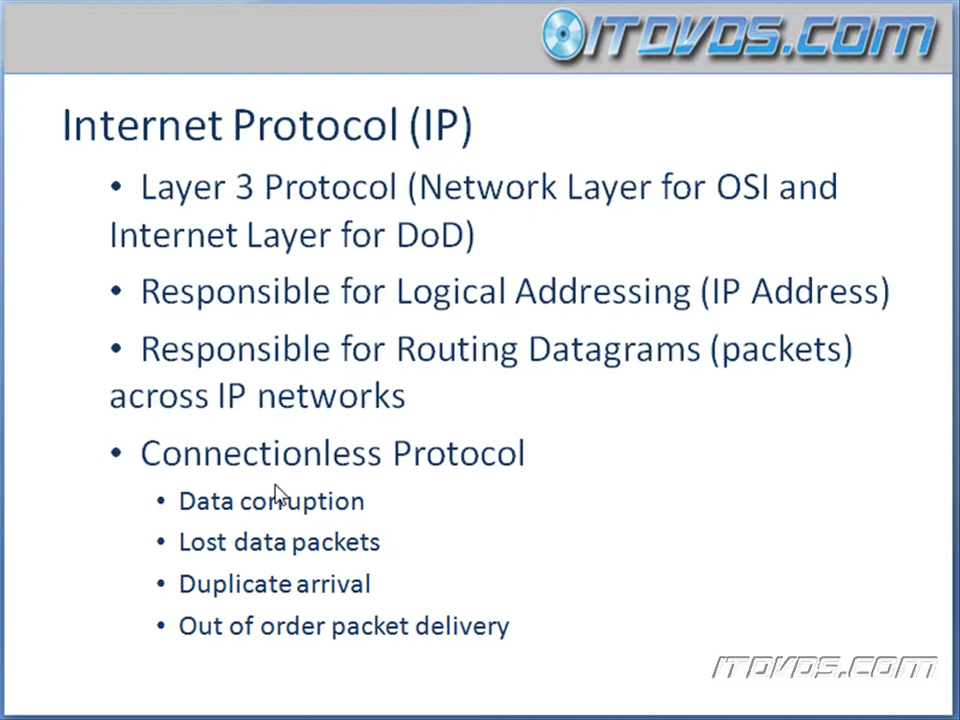 ITDVDS.com
Internet Protocol (IP)
• Layer 3 Protocol (Network Layer for OSI and
Internet Layer for DoD)
• Responsible for Logical Addressing (IP Address)
• Responsible for Routing Datagrams (packets)
across IP networks
• Connectionless Protocol
• Data corruption
• Lost data packets
• Duplicate arrival
• Out of order packet delivery
ITDVDS.com